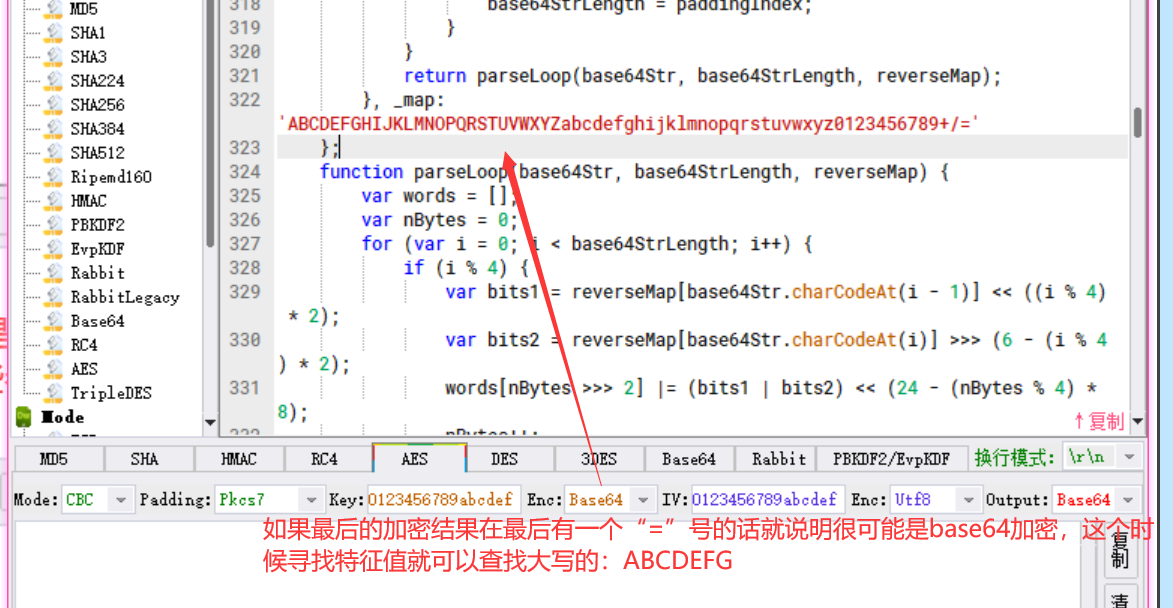 MD5
SHA1
SHA3
SHA224
SHA256
SHA384
SHA512
Ripemd160
HMAC
PBKDF2
EvpKDF
Rabbit
RabbitLegacy
Base64
RC4
AES
TripleDES
Mode
318 base64StrLength = paddingIndex;
319 }
320 }
321 return parseLoop(base64Str, base64StrLength, reverseMap);
322 }, _map:
'ABCDEFGHIJKLMNOPQRSTUVWXYZabcdefghijklmnopqrstuvwxyz0123456789+/='
323 };
324 function parseLoop(base64Str, base64StrLength, reverseMap) {
325 var words = [];
326 var nBytes = 0;
327 for (var i = 0; i < base64StrLength; i++) {
328 if (i % 4) {
329 var bits1 = reverseMap[base64Str.charCodeAt(i - 1)] << ((i % 4)
* 2);
330 var bits2 = reverseMap[base64Str.charCodeAt(i)] >>> (6 - (i % 4
) * 2);
331 words[nBytes >>> 2] |= (bits1 | bits2) << (24 - (nBytes % 4) *
8);
↑复制
MD5 SHA HMAC RC4 AES DES 3DES Base64 Rabbit PBKDF2/EvpKDF 换行模式: \r\n
Mode: CBC Padding: Pkcs7 Key: 0123456789abcdef Enc: Base64 IV: 0123456789abcdef Enc: Utf8 Output: Base64
如果最后的加密结果在最后有一个“=”号的话就说明很可能是base64加密，这个时
候寻找特征值就可以查找大写的：ABCDEFG
复制
清